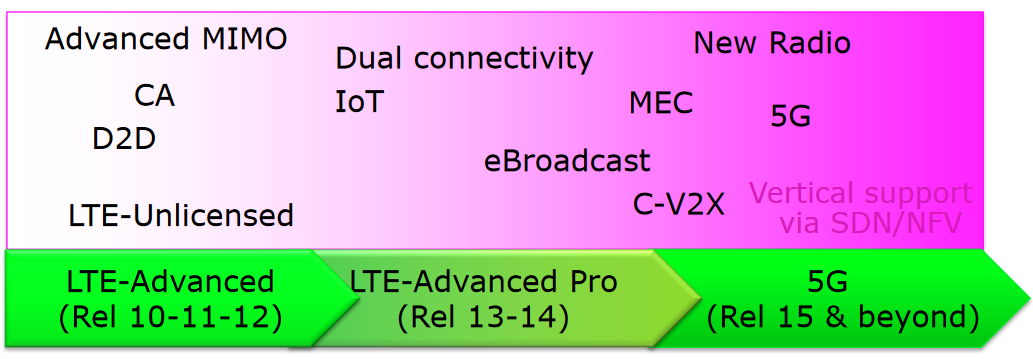 Advanced MIMO
CA
D2D
LTE-Unlicensed
Dual connectivity
IoT
eBroadcast
MEC
C-V2X
New Radio
5G
Vertical support
via SDN/NFV
LTE-Advanced
(Rel 10-11-12)
LTE-Advanced Pro
(Rel 13-14)
5G
(Rel 15 & beyond)